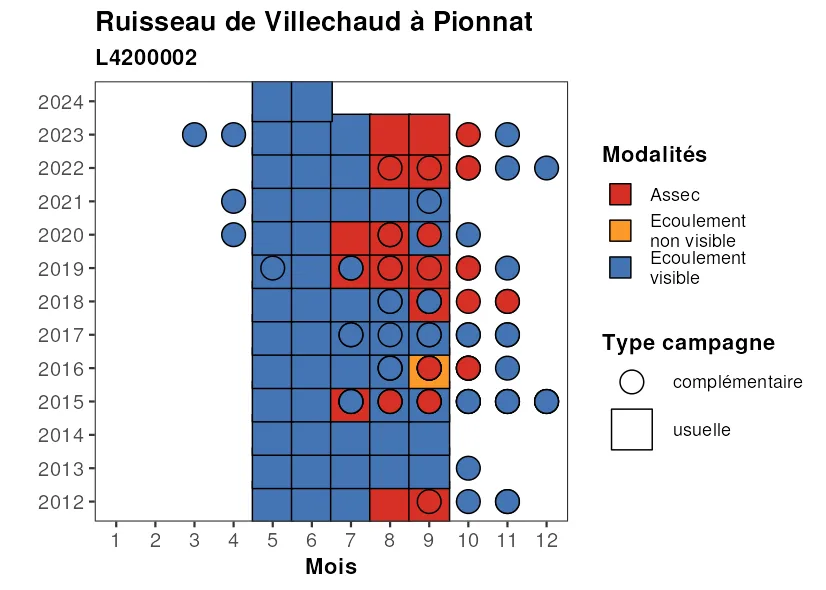 Ruisseau de Villechaud à Pionnat
L4200002
2024
2023
2022
2021
2020
2019
2018
2017
2016
2015
2014
2013
2012
1 2 3 4 5 6 7 8 9 10 11 12
Mois
Modalités
Assec
Ecoulement
non visible
Ecoulement
visible
Type campagne
complémentaire
usuelle